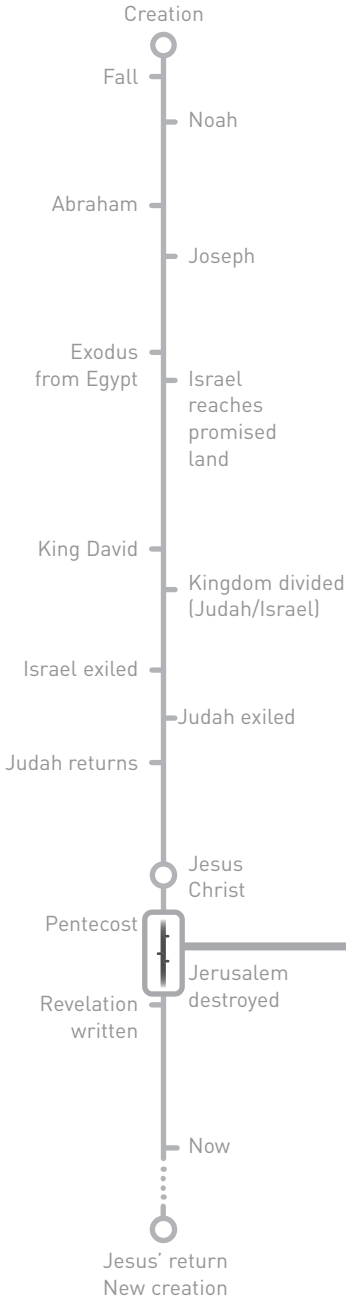 Creation
Fall
Noah
Abraham
Joseph
Exodus
from Egypt
Israel
reaches
promised
land
King David
Kingdom divided
(Judah/Israel)
Israel exiled
Judah exiled
Judah returns
Jesus
Christ
Pentecost
Jerusalem
destroyed
Revelation
written
Now
Jesus’ return
New creation